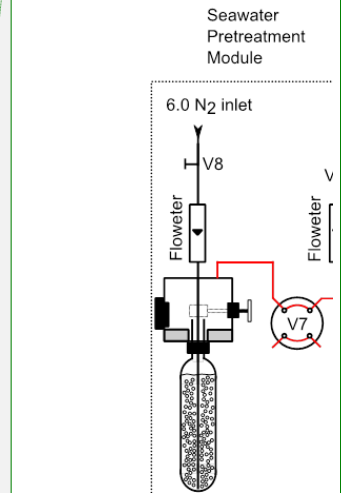 Seawater
Pretreatment
Module
6.0 N2 inlet
V8
Floweter
Floweter
V7